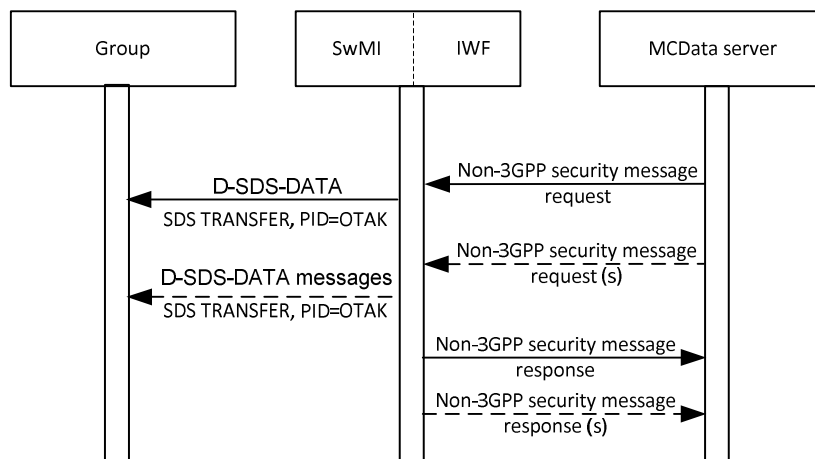 Group
SwMI
IWF
MCData server
Non-3GPP security message
request
D-SDS-DATA
SDS TRANSFER, PID=OTAK
Non-3GPP security message
request (s)
D-SDS-DATA messages
SDS TRANSFER, PID=OTAK
Non-3GPP security message
response
Non-3GPP security message
response (s)